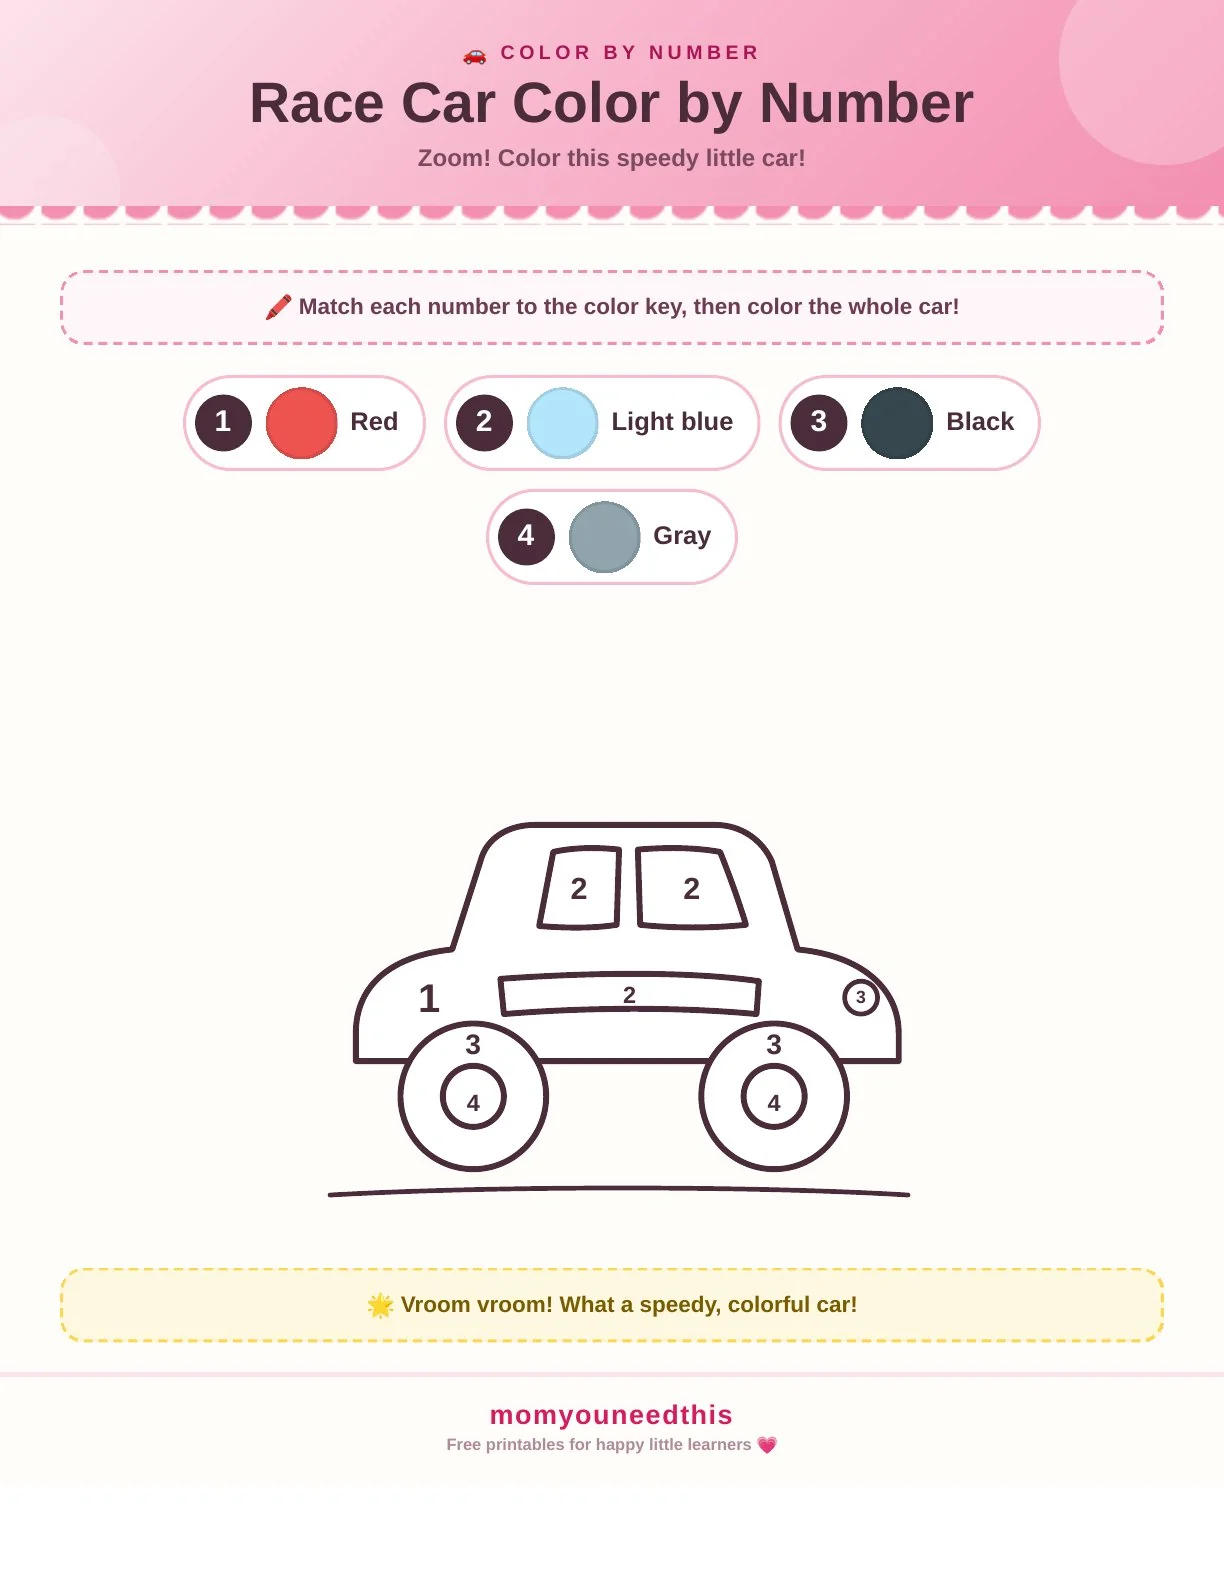 🚗 COLOR BY NUMBER
Race Car Color by Number
Zoom! Color this speedy little car!
🖍️ Match each number to the color key, then color the whole car!
1 Red 2 Light blue 3 Black
4 Gray
2 2
1 2 3
3 3
4 4
🌟 Vroom vroom! What a speedy, colorful car!
momyouneedthis
Free printables for happy little learners 💗